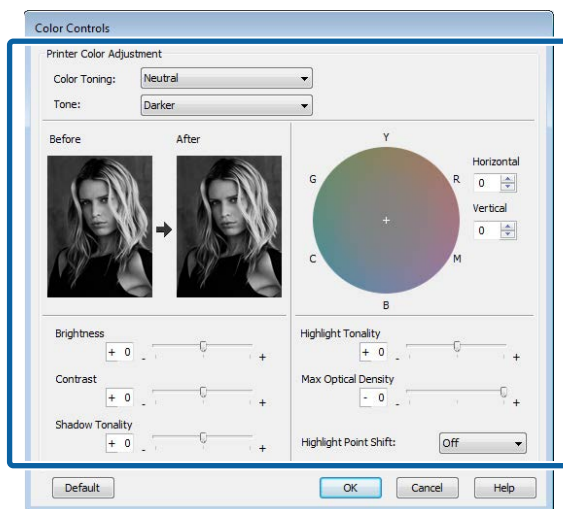 Color Controls
Printer Color Adjustment
Color Toning: Neutral
Tone: Darker
Before After
Y
G R
C M
B
Horizontal
0
Vertical
0
Brightness
+ 0 - +
Contrast
+ 0 - +
Shadow Tonality
+ 0 - +
Highlight Tonality
+ 0 - +
Max Optical Density
- 0 - +
Highlight Point Shift: Off
Default OK Cancel Help